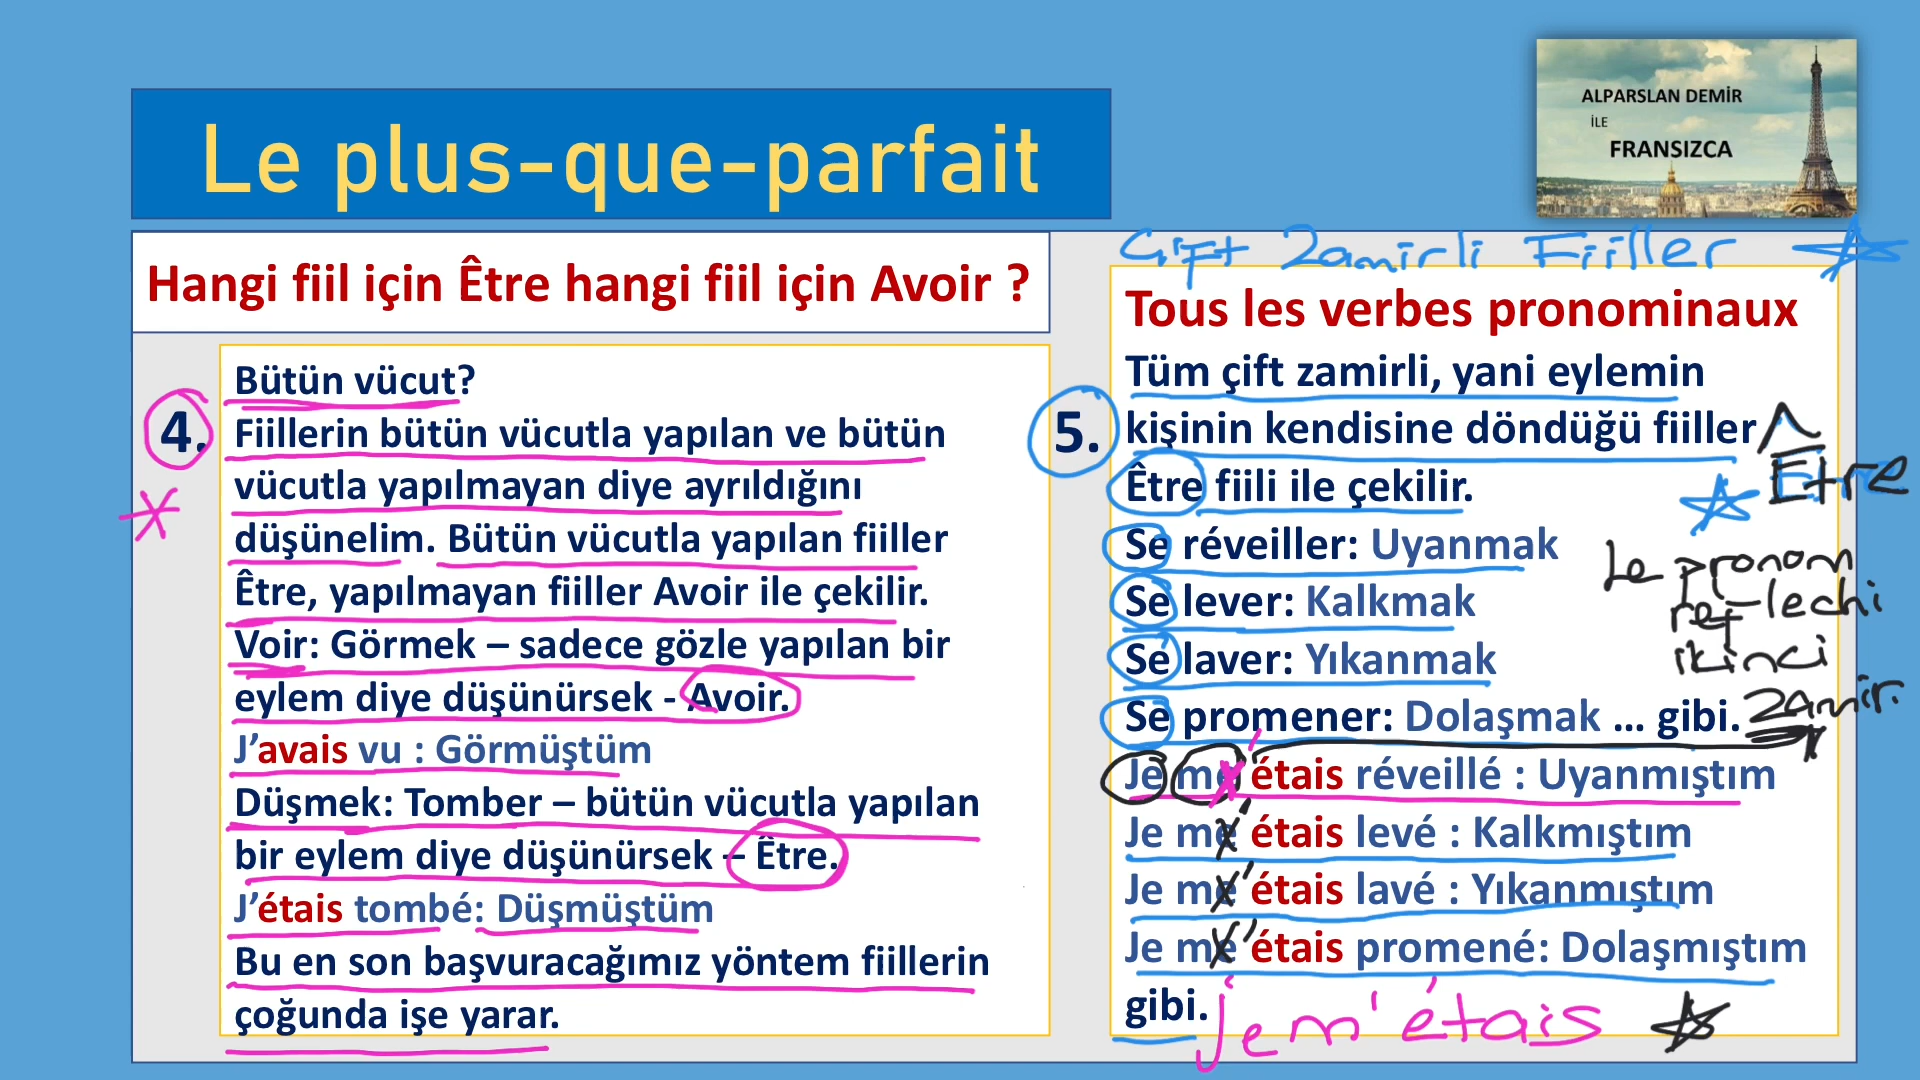 ALPARSLAN DEMİR
İLE
FRANSIZCA
Le plus-que-parfait
Hangi fiil için Être hangi fiil için Avoir ?
4.
Bütün vücut?
Fiillerin bütün vücutla yapılan ve bütün
vücutla yapılmayan diye ayrıldığını
düşünelim. Bütün vücutla yapılan fiiller
Être, yapılmayan fiiller Avoir ile çekilir.
Voir: Görmek – sadece gözle yapılan bir
eylem diye düşünürsek - Avoir.
J’avais vu : Görmüştüm
Düşmek: Tomber – bütün vücutla yapılan
bir eylem diye düşünürsek – Être.
J’étais tombé: Düşmüştüm
Bu en son başvuracağımız yöntem fiillerin
çoğunda işe yarar.
Çift Zamirli Fiiller
5.
Tous les verbes pronominaux
Tüm çift zamirli, yani eylemin
kişinin kendisine döndüğü fiiller
Être fiili ile çekilir.
Être
Se réveiller: Uyanmak
Se lever: Kalkmak
Se laver: Yıkanmak
Se promener: Dolaşmak ... gibi.
Le pronom
reflechi
ikinci
zamir.
Je me étais réveillé : Uyanmıştım
Je me étais levé : Kalkmıştım
Je me étais lavé : Yıkanmıştım
Je me étais promené: Dolaşmıştım
gibi.
je m'étais